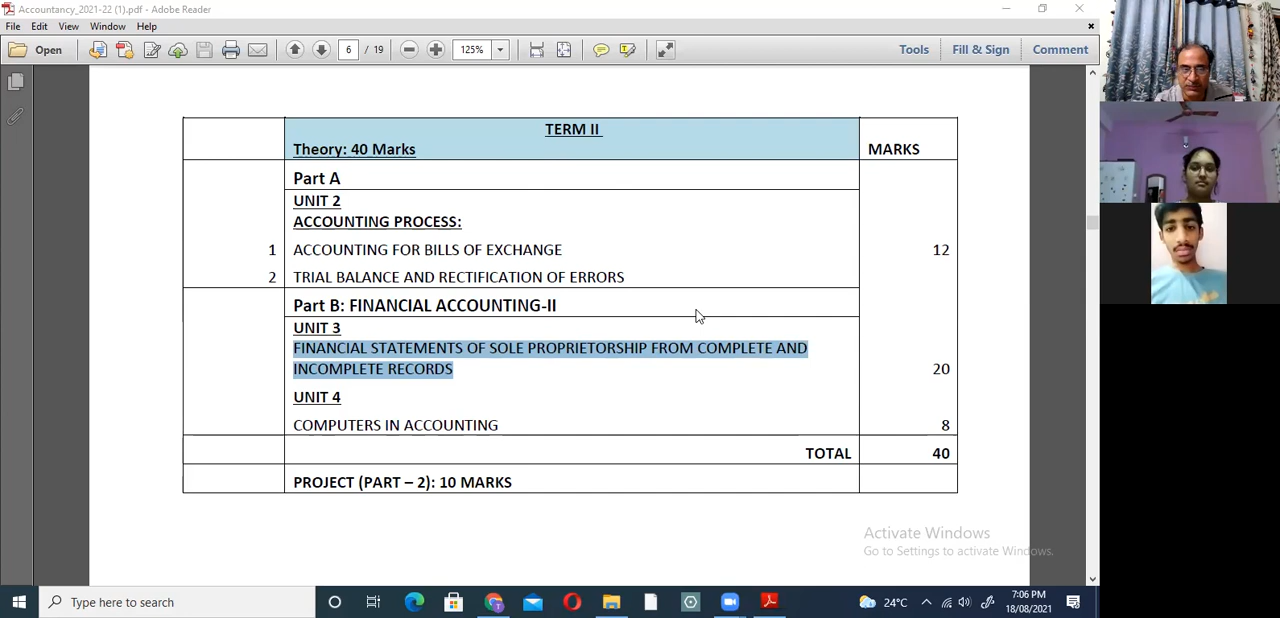 Accountancy_2021-22 (1).pdf - Adobe Reader
File Edit View Window Help
Open 6 / 19 125% Tools Fill & Sign Comment
TERM II
Theory: 40 Marks MARKS
Part A
UNIT 2
ACCOUNTING PROCESS:
1 ACCOUNTING FOR BILLS OF EXCHANGE 12
2 TRIAL BALANCE AND RECTIFICATION OF ERRORS
Part B: FINANCIAL ACCOUNTING-II
UNIT 3
FINANCIAL STATEMENTS OF SOLE PROPRIETORSHIP FROM COMPLETE AND
INCOMPLETE RECORDS 20
UNIT 4
COMPUTERS IN ACCOUNTING 8
TOTAL 40
PROJECT (PART – 2): 10 MARKS
Activate Windows
Go to Settings to activate Windows.
Type here to search 24°C 7:06 PM
18/08/2021